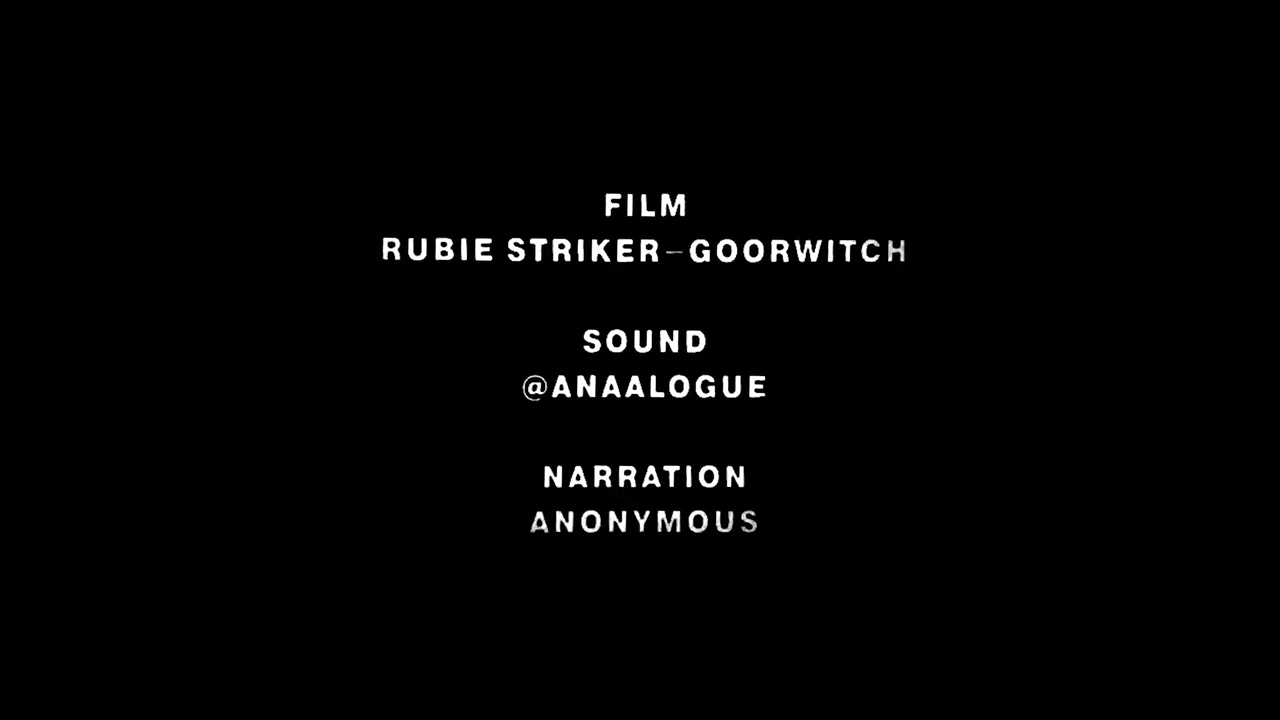 FILM
RUBIE STRIKER–GOORWITCH
SOUND
@ANAALOGUE
NARRATION
ANONYMOUS